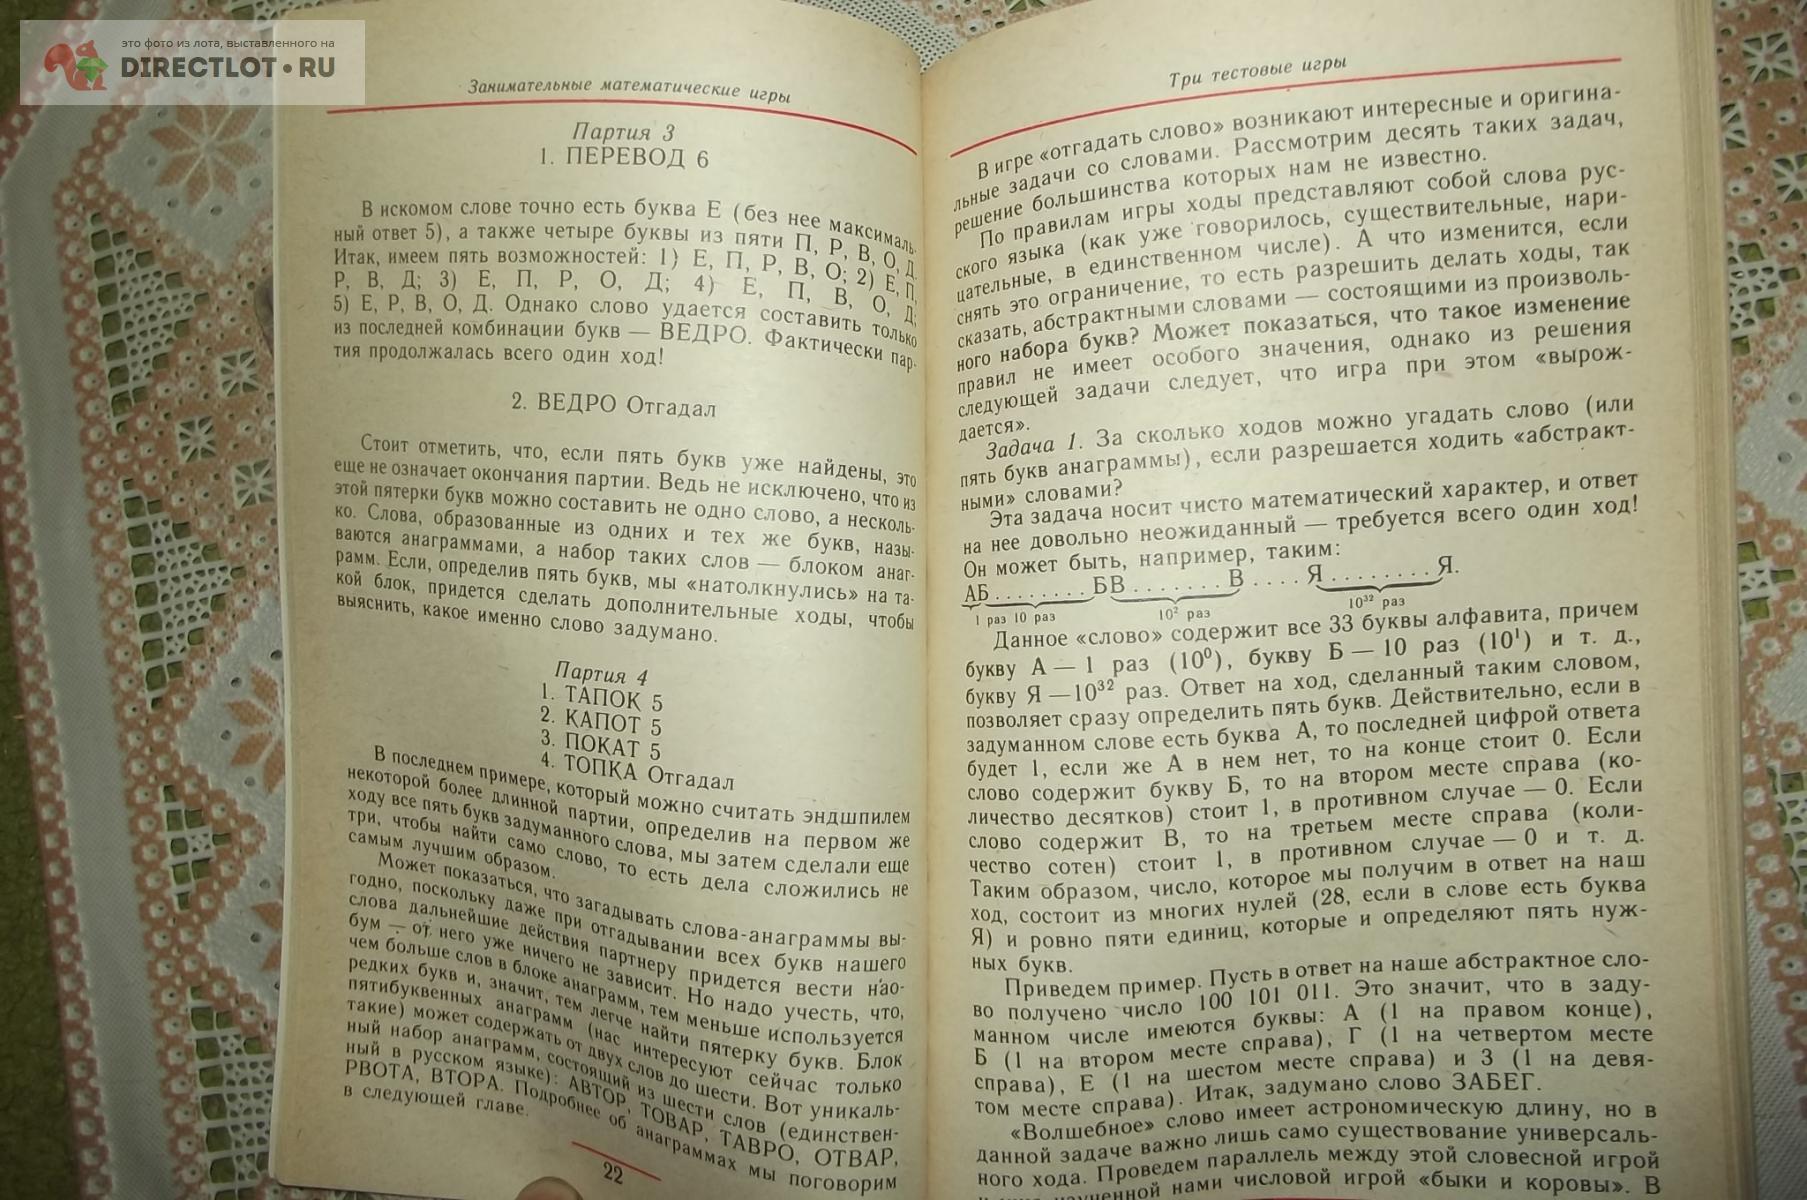 это фото из лота, выставленного на
DIRECTLOT.RU
Занимательные математические игры
Партия 3
1. ПЕРЕВОД 6
В искомом слове точно есть буква Е (без нее максималь-
ный ответ 5), а также четыре буквы из пяти П, Р, В, О, Д.
Итак, имеем пять возможностей: 1) Е, П, Р, В, О; 2) Е, П,
Р, В, Д; 3) Е, П, Р, О, Д; 4) Е, П, В, О, Д;
5) Е, Р, В, О, Д. Однако слово удается составить только
из последней комбинации букв — ВЕДРО. Фактически пар-
тия продолжалась всего один ход!
2. ВЕДРО Отгадал
Стоит отметить, что, если пять букв уже найдены, это
еще не означает окончания партии. Ведь не исключено, что из
этой пятерки букв можно составить не одно слово, а несколь-
ко. Слова, образованные из одних и тех же букв, назы-
ваются анаграммами, а набор таких слов — блоком анаг-
рамм. Если, определив пять букв, мы «натолкнулись» на та-
кой блок, придется сделать дополнительные ходы, чтобы
выяснить, какое именно слово задумано.
Партия 4
1. ТАПОК 5
2. КАПОТ 5
3. ПОКАТ 5
4. ТОПКА Отгадал
В последнем примере, который можно считать эндшпилем
некоторой более длинной партии, определив на первом же
ходу все пять букв задуманного слова, мы затем сделали еще
три, чтобы найти само слово, то есть дела сложились не
самым лучшим образом.
Может показаться, что загадывать слова-анаграммы вы-
годно, поскольку даже при отгадывании всех букв нашего
слова дальнейшие действия партнеру придется вести нао-
бум — от него уже ничего не зависит. Но надо учесть, что,
чем больше слов в блоке анаграмм, тем меньше используется
редких букв и, значит, тем легче найти пятерку букв. Блок
пятибуквенных анаграмм (нас интересуют сейчас только
такие) может содержать от двух слов до шести. Вот уникаль-
ный набор анаграмм, состоящий из шести слов (единствен-
ный в русском языке): АВТОР, ТОВАР, ТАВРО, ОТВАР,
РВОТА, ВТОРА. Подробнее об анаграммах мы поговорим
в следующей главе.
22
Три тестовые игры
В игре «отгадать слово» возникают интересные и оригина-
льные задачи со словами. Рассмотрим десять таких задач,
решение большинства которых нам не известно.
По правилам игры ходы представляют собой слова рус-
ского языка (как уже говорилось, существительные, нари-
цательные, в единственном числе). А что изменится, если
снять это ограничение, то есть разрешить делать ходы, так
сказать, абстрактными словами — состоящими из произволь-
ного набора букв? Может показаться, что такое изменение
правил не имеет особого значения, однако из решения
следующей задачи следует, что игра при этом «вырож-
дается».
Задача 1. За сколько ходов можно угадать слово (или
пять букв анаграммы), если разрешается ходить «абстракт-
ными» словами?
Эта задача носит чисто математический характер, и ответ
на нее довольно неожиданный — требуется всего один ход!
Он может быть, например, таким:
АБ........БВ.......В....Я........Я.
1 раз 10 раз 10² раз 10³² раз
Данное «слово» содержит все 33 буквы алфавита, причем
букву А — 1 раз (10⁰), букву Б — 10 раз (10¹) и т. д.,
букву Я — 10³² раз. Ответ на ход, сделанный таким словом,
позволяет сразу определить пять букв. Действительно, если в
задуманном слове есть буква А, то последней цифрой ответа
будет 1, если же А в нем нет, то на конце стоит 0. Если
слово содержит букву Б, то на втором месте справа (ко-
личество десятков) стоит 1, в противном случае — 0. Если
слово содержит В, то на третьем месте справа (коли-
чество сотен) стоит 1, в противном случае — 0 и т. д.
Таким образом, число, которое мы получим в ответ на наш
ход, состоит из многих нулей (28, если в слове есть буква
Я) и ровно пяти единиц, которые и определяют пять нуж-
ных букв.
Приведем пример. Пусть в ответ на наше абстрактное сло-
во получено число 100 101 011. Это значит, что в заду-
манном числе имеются буквы: А (1 на правом конце),
Б (1 на втором месте справа), Г (1 на четвертом месте
справа), Е (1 на шестом месте справа) и З (1 на девя-
том месте справа). Итак, задумано слово ЗАБЕГ.
«Волшебное» слово имеет астрономическую длину, но в
данной задаче важно лишь само существование универсаль-
ного хода. Проведем параллель между этой словесной игрой
нами числовой игрой «быки и коровы». В